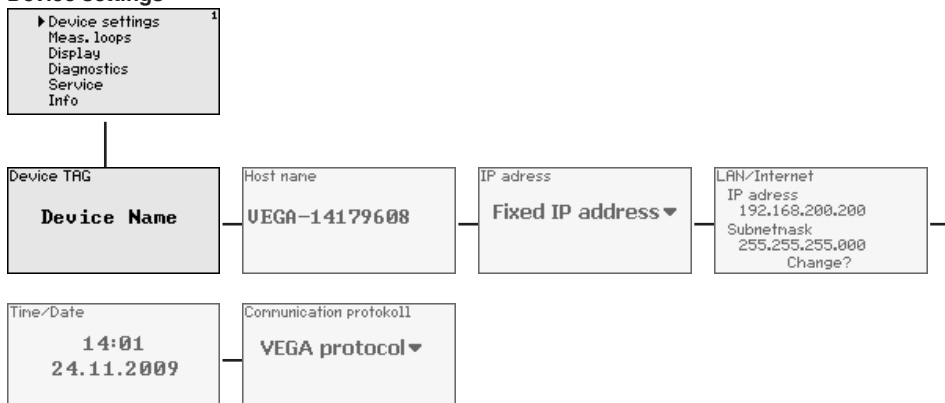 Device settings
1
Device settings
Meas. loops
Display
Diagnostics
Service
Info
Device TAG
Device Name
Host name
VEGA-14179608
IP adress
Fixed IP address
LAN/Internet
IP adress
192.168.200.200
Subnetmask
255.255.255.000
Change?
Time/Date
14:01
24.11.2009
Communication protokoll
VEGA protocol